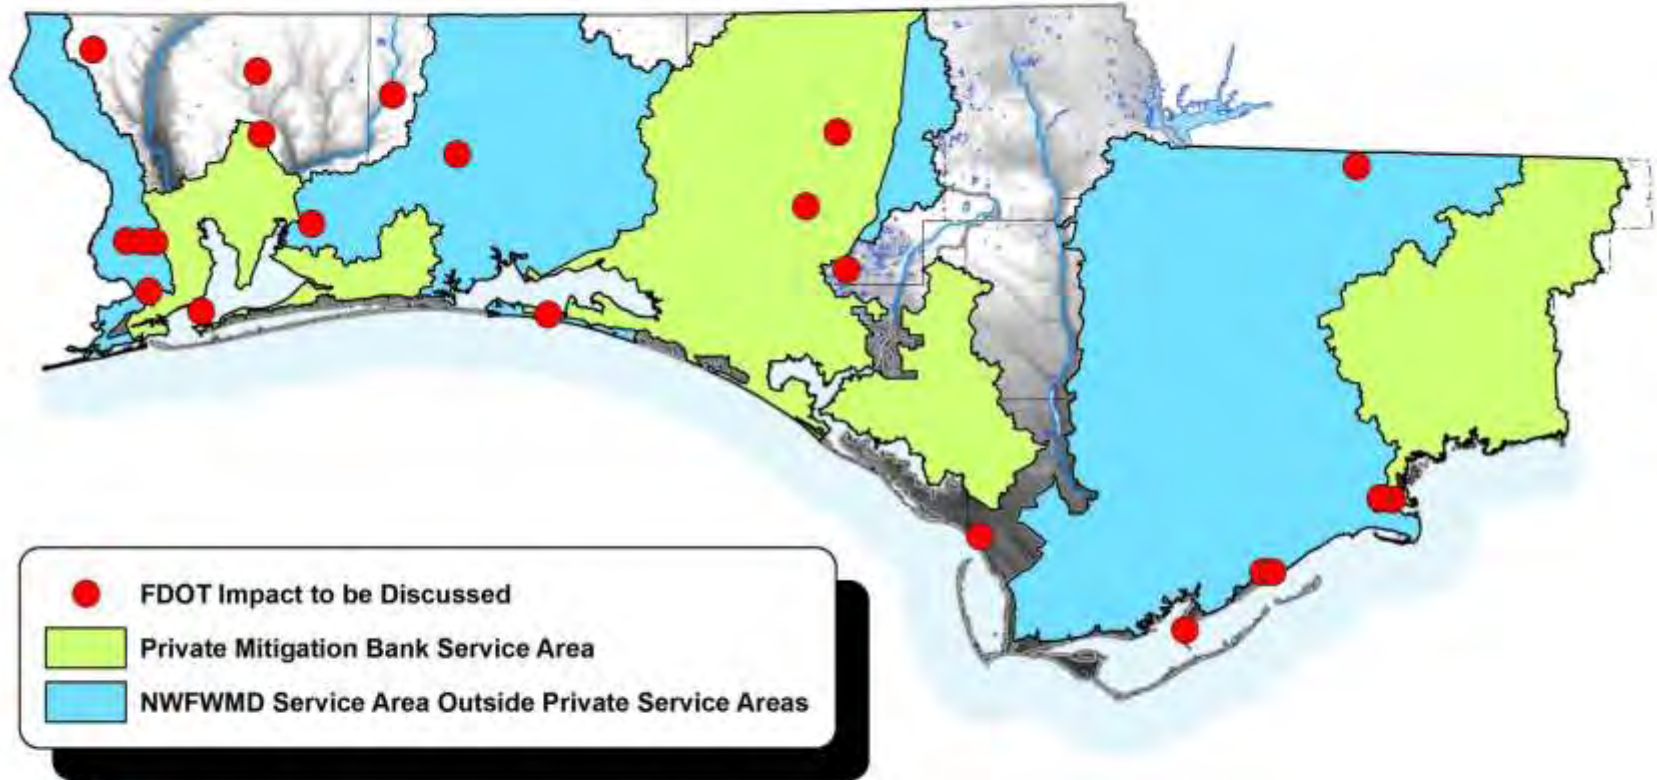 FDOT Impact to be Discussed
Private Mitigation Bank Service Area
NWFWMD Service Area Outside Private Service Areas